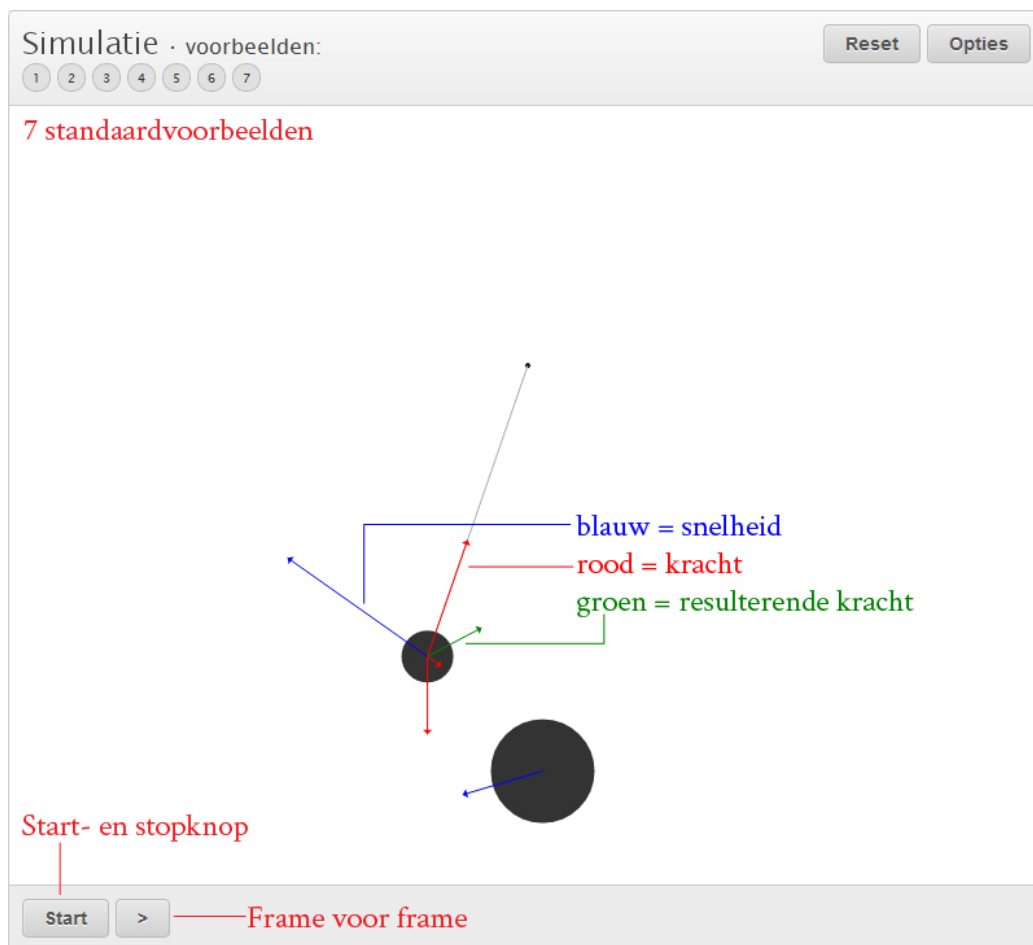 Simulatie · voorbeelden:
Reset
Opties
1 2 3 4 5 6 7
7 standaardvoorbeelden
blauw = snelheid
rood = kracht
groen = resulterende kracht
Start- en stopknop
Start
>
Frame voor frame